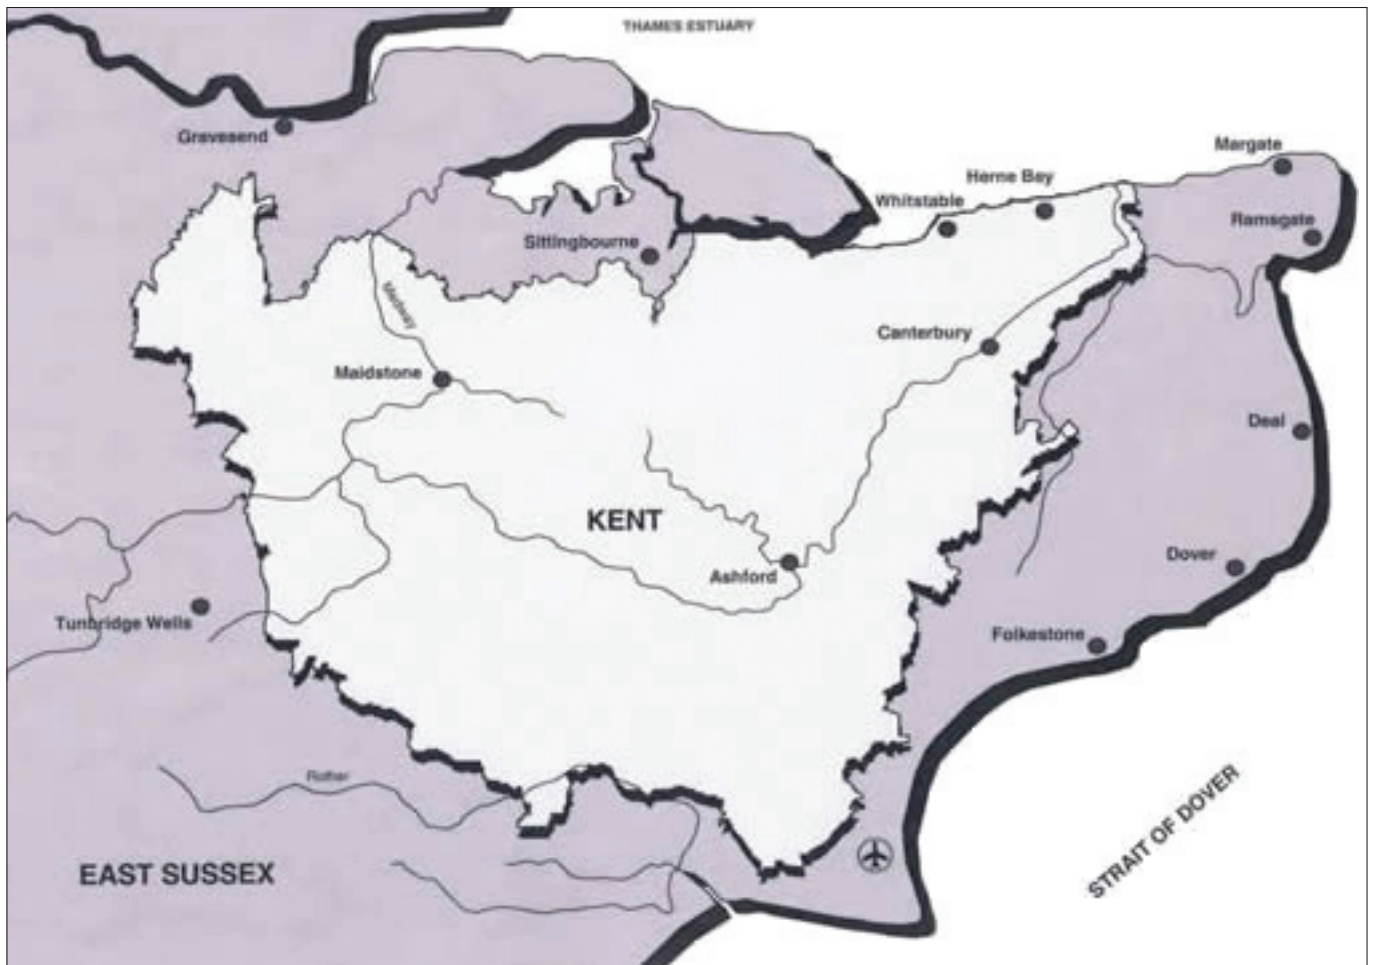 THAMES ESTUARY
Gravesend
Margate
Herne Bay
Whitstable
Ramsgate
Sittingbourne
Medway
Canterbury
Maidstone
Deal
KENT
Dover
Ashford
Tunbridge Wells
Folkestone
Rother
STRAIT OF DOVER
EAST SUSSEX